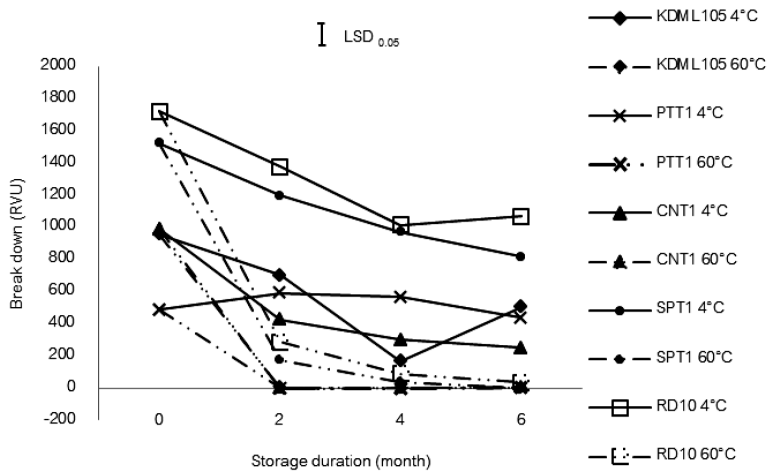 LSD 0.05
2000
1800
1600
1400
1200
1000
800
600
400
200
0
-200
Break down (RVU)
0 2 4 6
Storage duration (month)
KDML105 4°C
KDML105 60°C
PTT1 4°C
PTT1 60°C
CNT1 4°C
CNT1 60°C
SPT1 4°C
SPT1 60°C
RD10 4°C
RD10 60°C